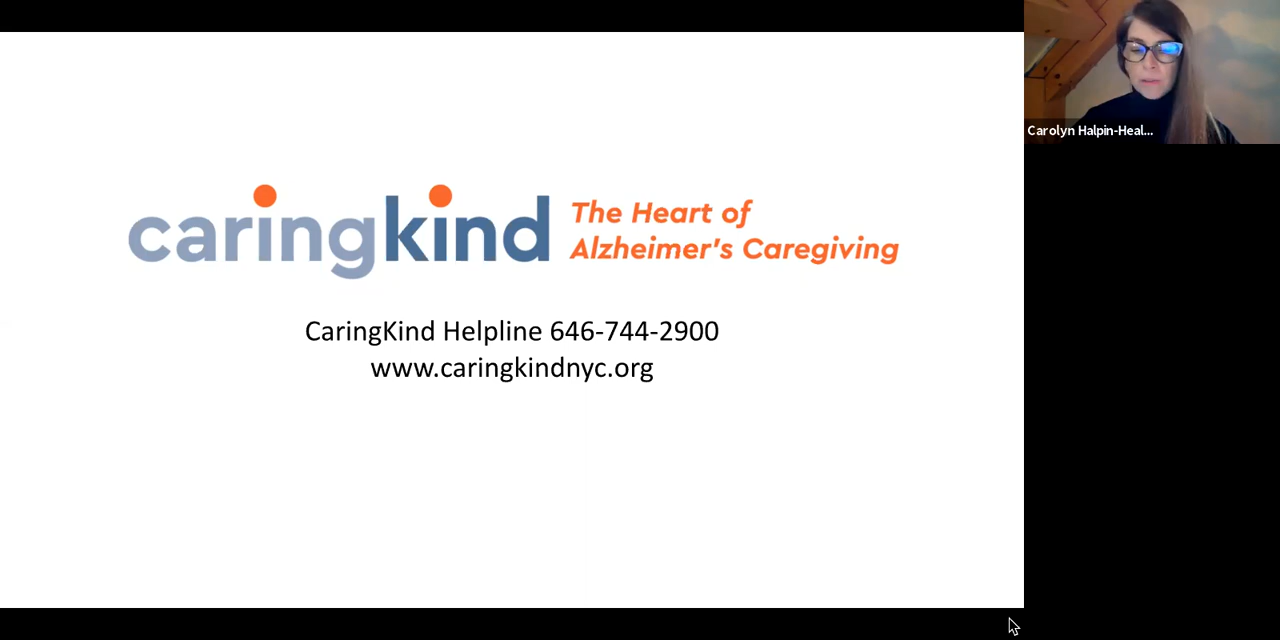 caringkind
The Heart of
Alzheimer's Caregiving
CaringKind Helpline 646-744-2900
www.caringkindnyc.org
Carolyn Halpin-Heal...